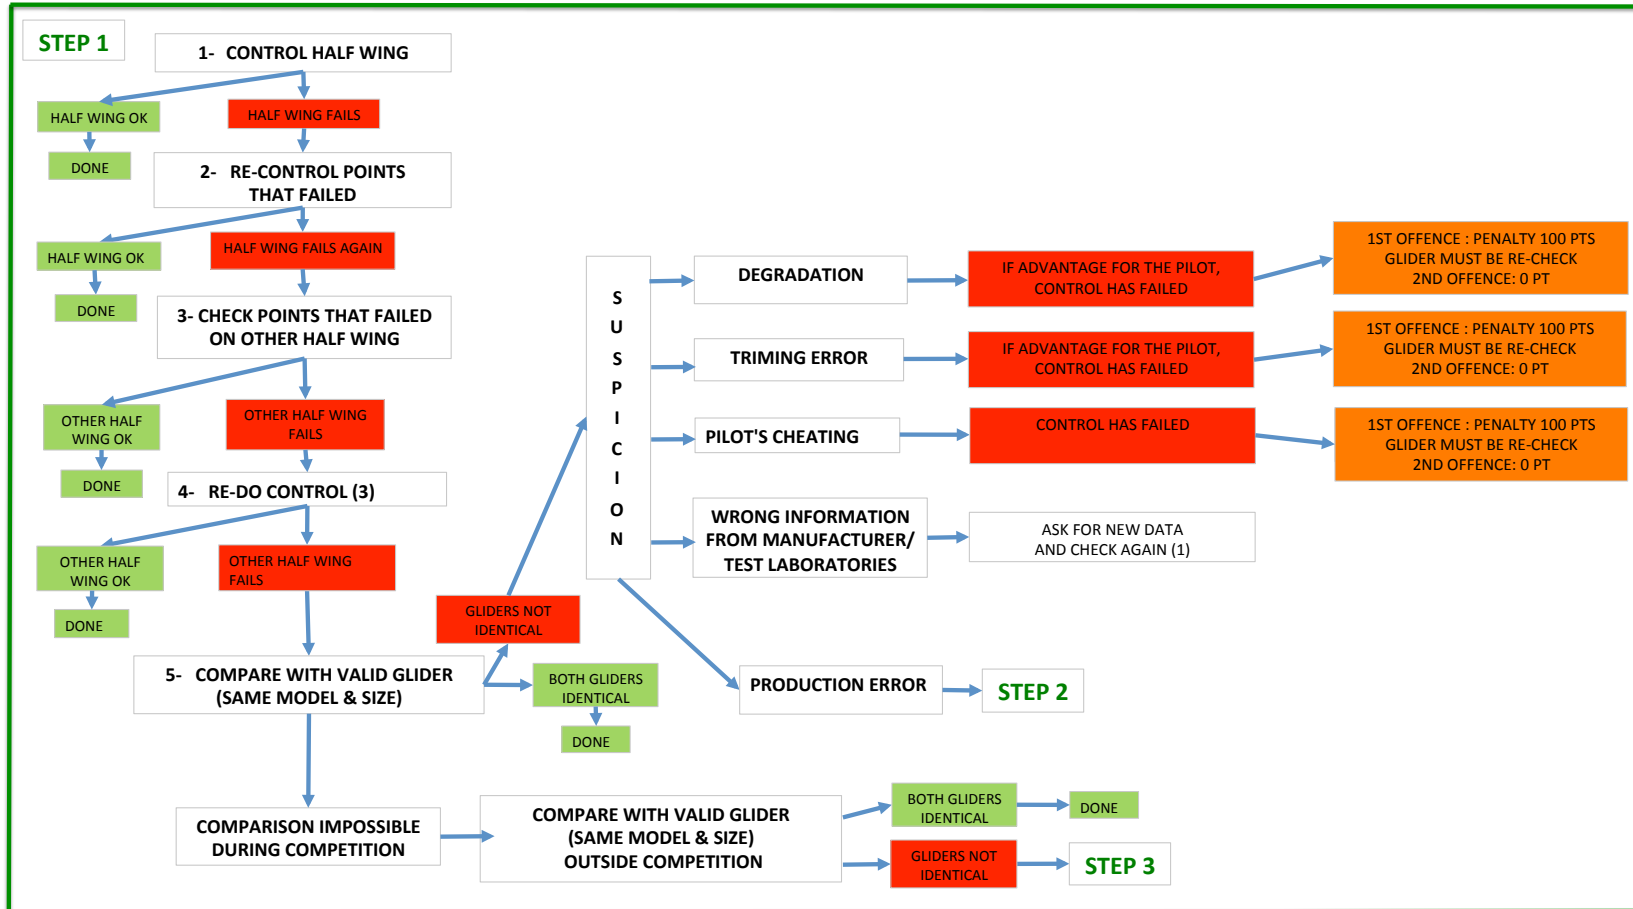 STEP 1
1- CONTROL HALF WING
HALF WING OK
HALF WING FAILS
DONE
2- RE-CONTROL POINTS
THAT FAILED
HALF WING OK
HALF WING FAILS AGAIN
DONE
3- CHECK POINTS THAT FAILED
ON OTHER HALF WING
OTHER HALF
WING OK
OTHER HALF WING
FAILS
DONE
4- RE-DO CONTROL (3)
OTHER HALF
WING OK
OTHER HALF WING
FAILS
DONE
5- COMPARE WITH VALID GLIDER
(SAME MODEL & SIZE)
GLIDERS NOT
IDENTICAL
BOTH GLIDERS
IDENTICAL
DONE
S
U
S
P
I
C
I
O
N
DEGRADATION
IF ADVANTAGE FOR THE PILOT,
CONTROL HAS FAILED
1ST OFFENCE : PENALTY 100 PTS
GLIDER MUST BE RE-CHECK
2ND OFFENCE: 0 PT
TRIMING ERROR
IF ADVANTAGE FOR THE PILOT,
CONTROL HAS FAILED
1ST OFFENCE : PENALTY 100 PTS
GLIDER MUST BE RE-CHECK
2ND OFFENCE: 0 PT
PILOT'S CHEATING
CONTROL HAS FAILED
1ST OFFENCE : PENALTY 100 PTS
GLIDER MUST BE RE-CHECK
2ND OFFENCE: 0 PT
WRONG INFORMATION
FROM MANUFACTURER/
TEST LABORATORIES
ASK FOR NEW DATA
AND CHECK AGAIN (1)
PRODUCTION ERROR
STEP 2
COMPARISON IMPOSSIBLE
DURING COMPETITION
COMPARE WITH VALID GLIDER
(SAME MODEL & SIZE)
OUTSIDE COMPETITION
BOTH GLIDERS
IDENTICAL
DONE
GLIDERS NOT
IDENTICAL
STEP 3